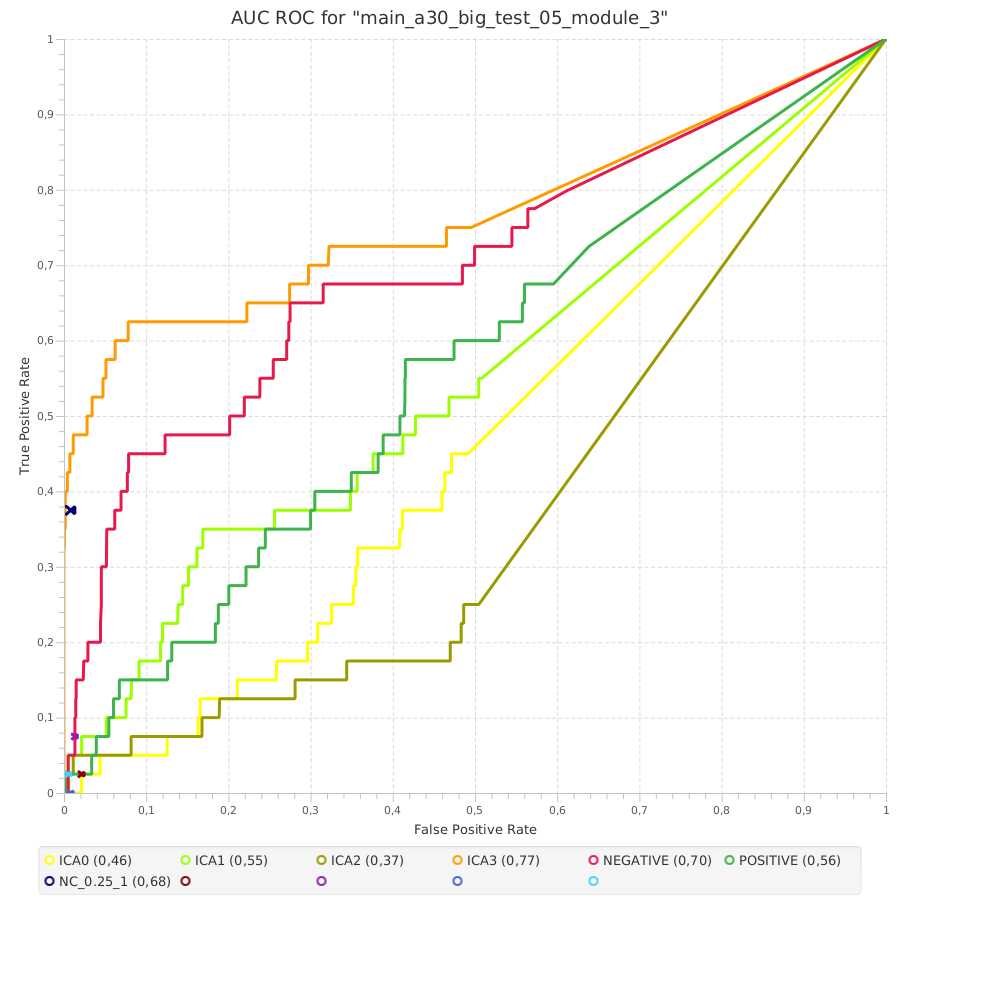 AUC ROC for "main_a30_big_test_05_module_3"
1
0,9
0,8
0,7
0,6
0,5
0,4
0,3
0,2
0,1
0
True Positive Rate
0 0,1 0,2 0,3 0,4 0,5 0,6 0,7 0,8 0,9 1
False Positive Rate
ICA0 (0,46) ICA1 (0,55) ICA2 (0,37) ICA3 (0,77) NEGATIVE (0,70) POSITIVE (0,56)
NC_0.25_1 (0,68)